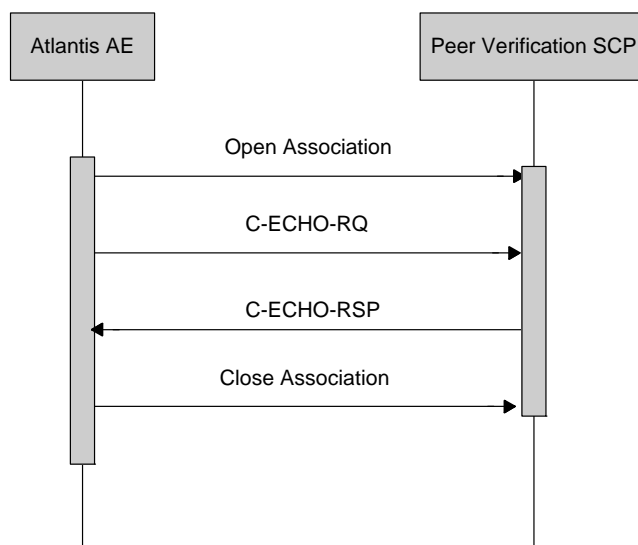 Atlantis AE
Peer Verification SCP
Open Association
C-ECHO-RQ
C-ECHO-RSP
Close Association